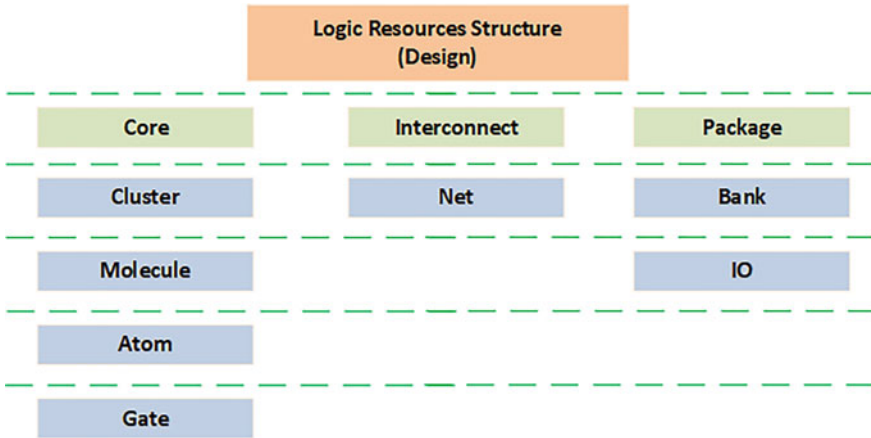 Logic Resources Structure
(Design)
Core
Interconnect
Package
Cluster
Net
Bank
Molecule
IO
Atom
Gate